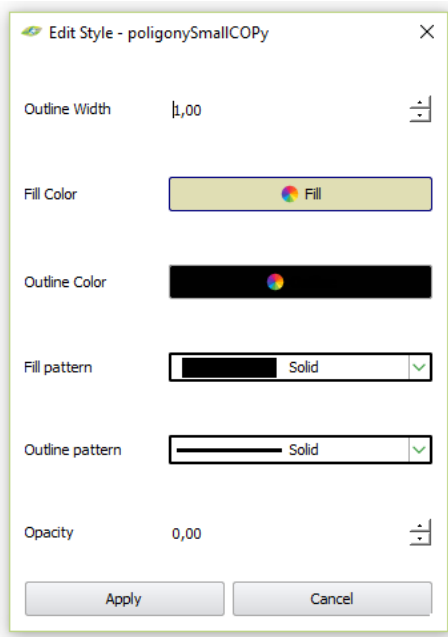 Edit Style - poligonySmallCOPy
Outline Width 1,00
Fill Color Fill
Outline Color
Fill pattern Solid
Outline pattern Solid
Opacity 0,00
Apply Cancel